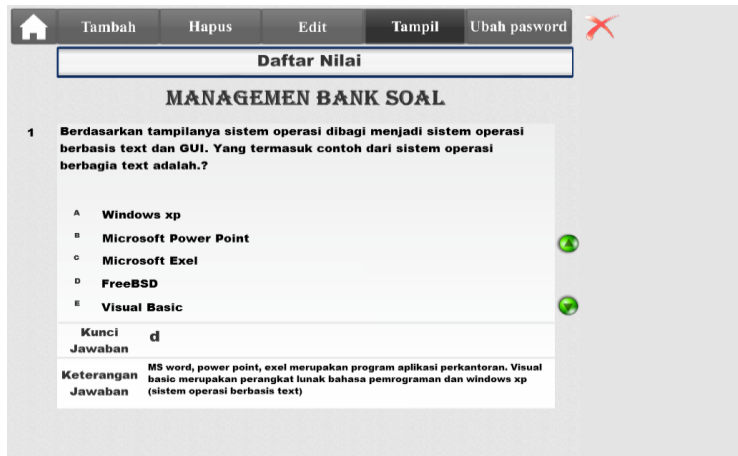 Tambah Hapus Edit Tampil Ubah pasword
Daftar Nilai
MANAGEMEN BANK SOAL
1 Berdasarkan tampilanya sistem operasi dibagi menjadi sistem operasi
berbasis text dan GUI. Yang termasuk contoh dari sistem operasi
berbagia text adalah.?
A Windows xp
B Microsoft Power Point
C Microsoft Exel
D FreeBSD
E Visual Basic
Kunci
Jawaban d
Keterangan
Jawaban
MS word, power point, exel merupakan program aplikasi perkantoran. Visual
basic merupakan perangkat lunak bahasa pemrograman dan windows xp
(sistem operasi berbasis text)